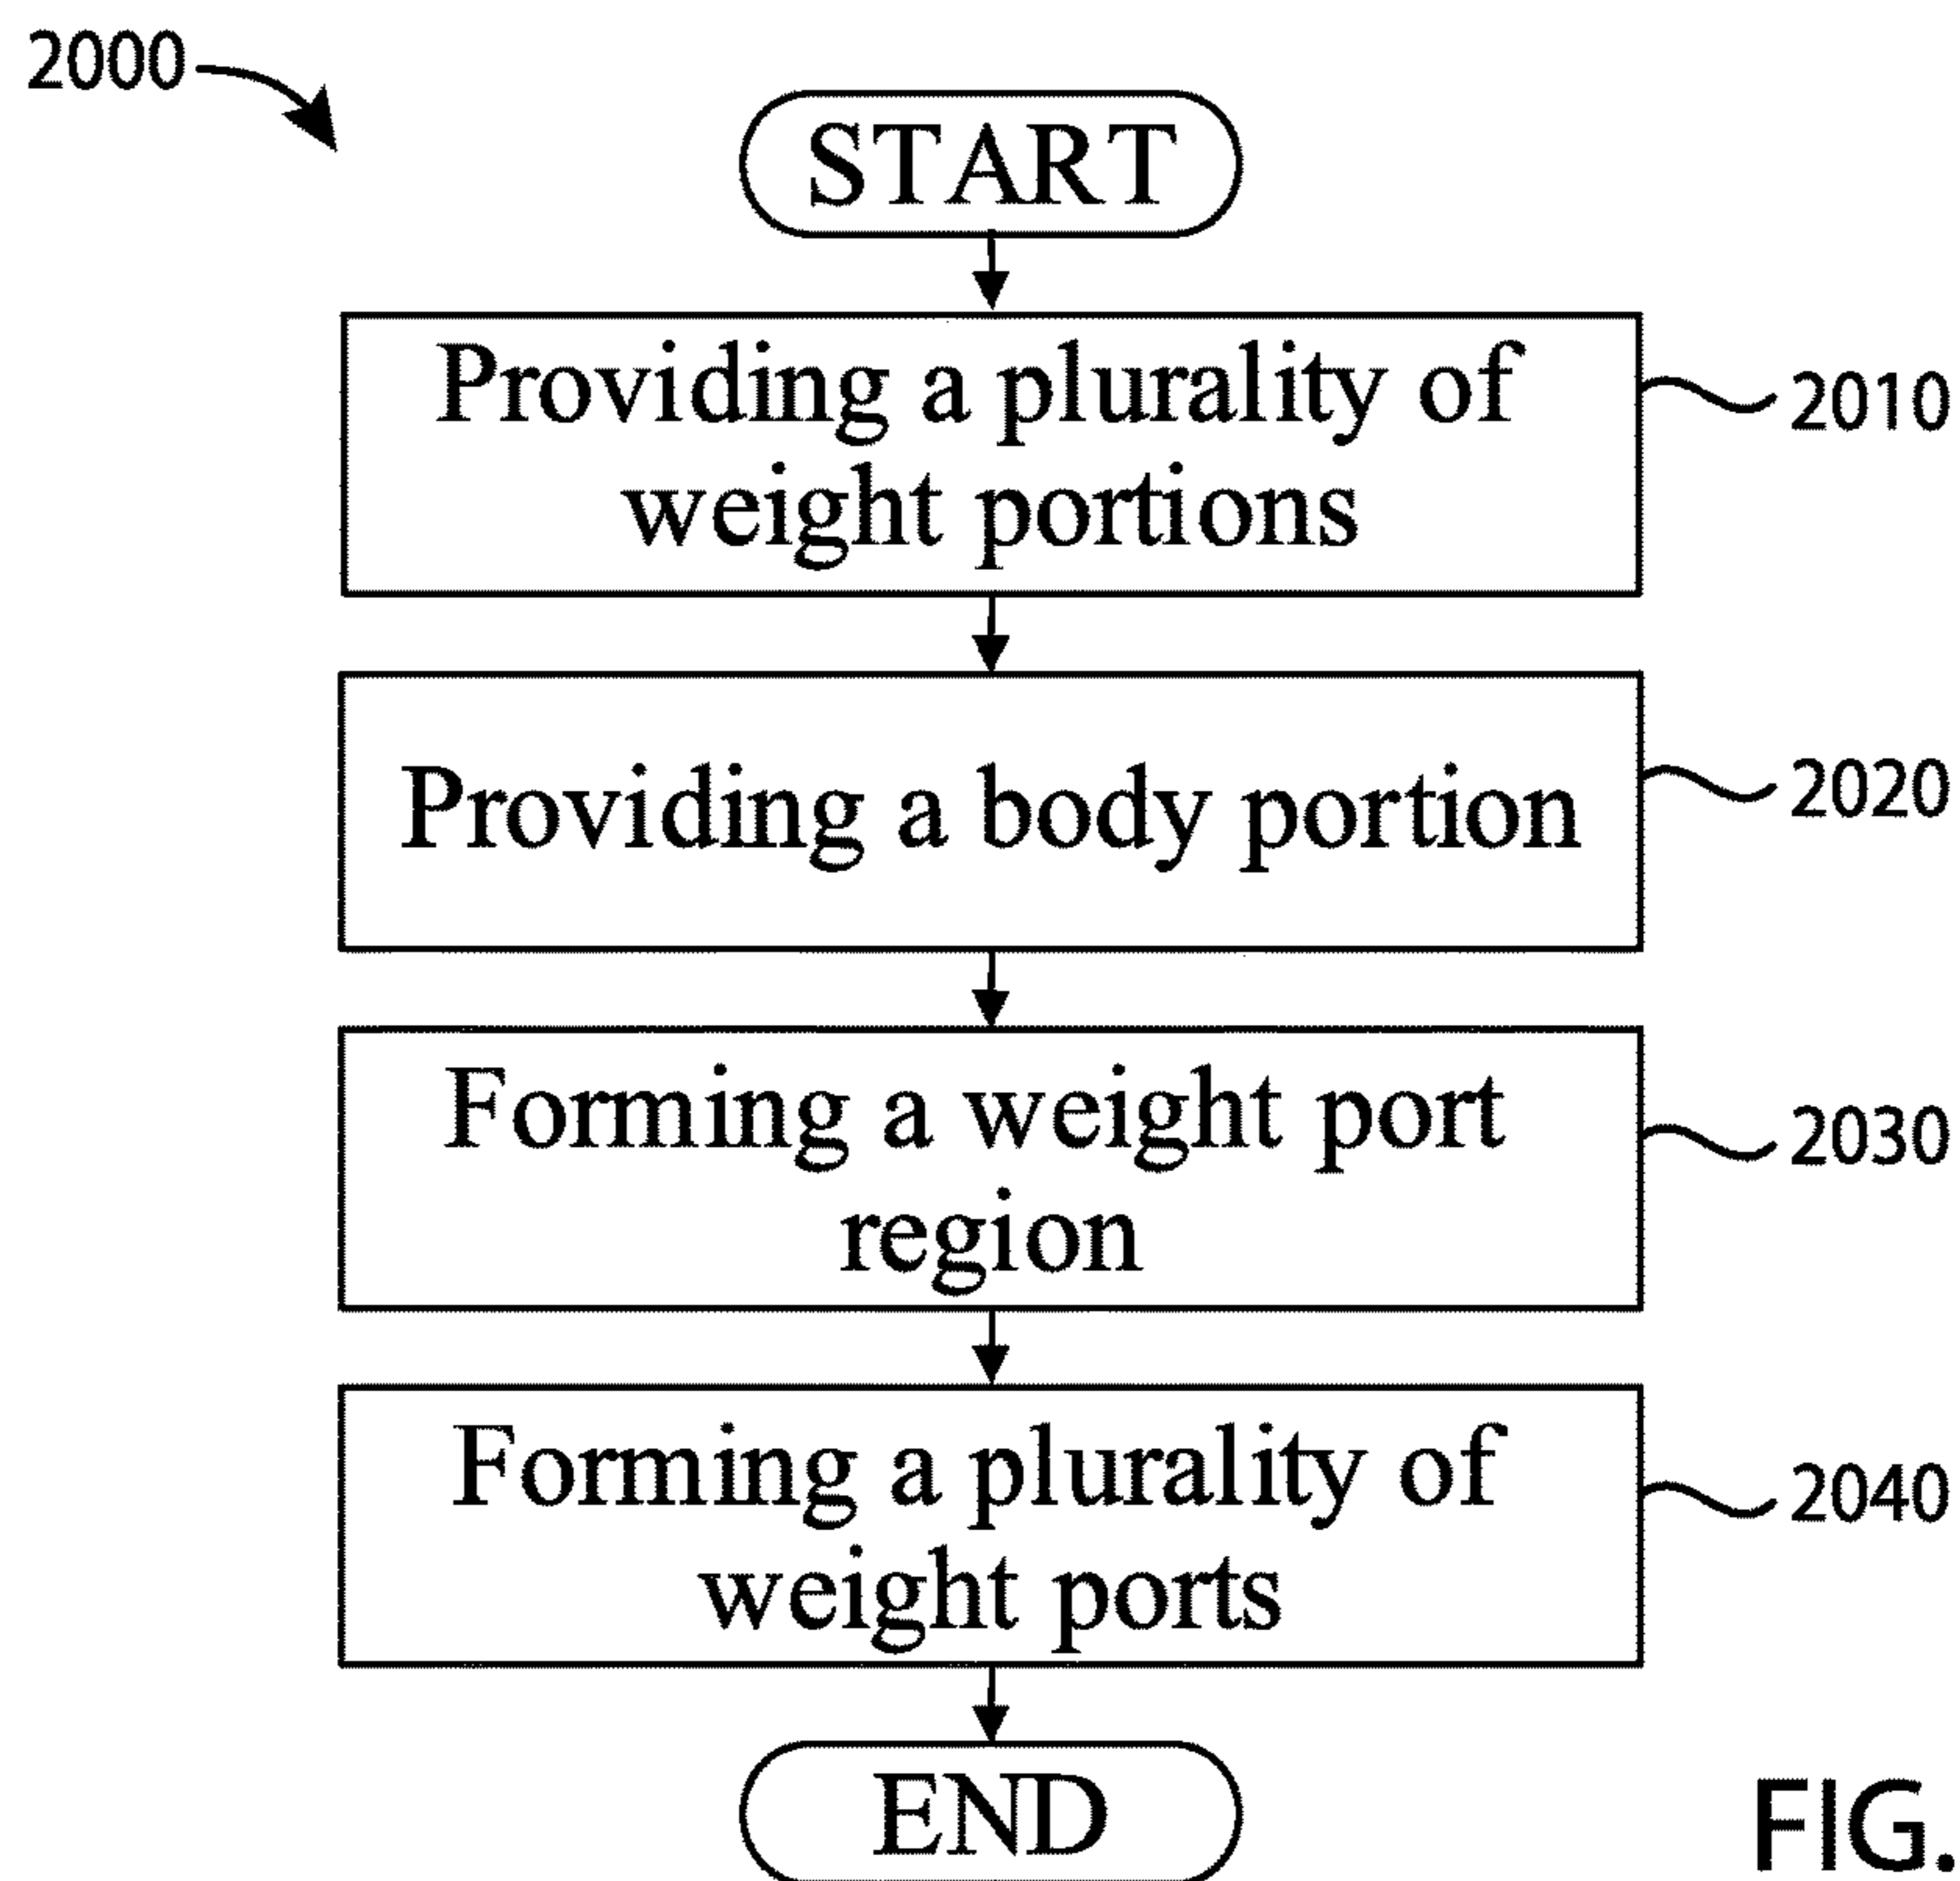 2000
START
Providing a plurality of
weight portions
2010
Providing a body portion
2020
Forming a weight port
region
2030
Forming a plurality of
weight ports
2040
END
FIG.